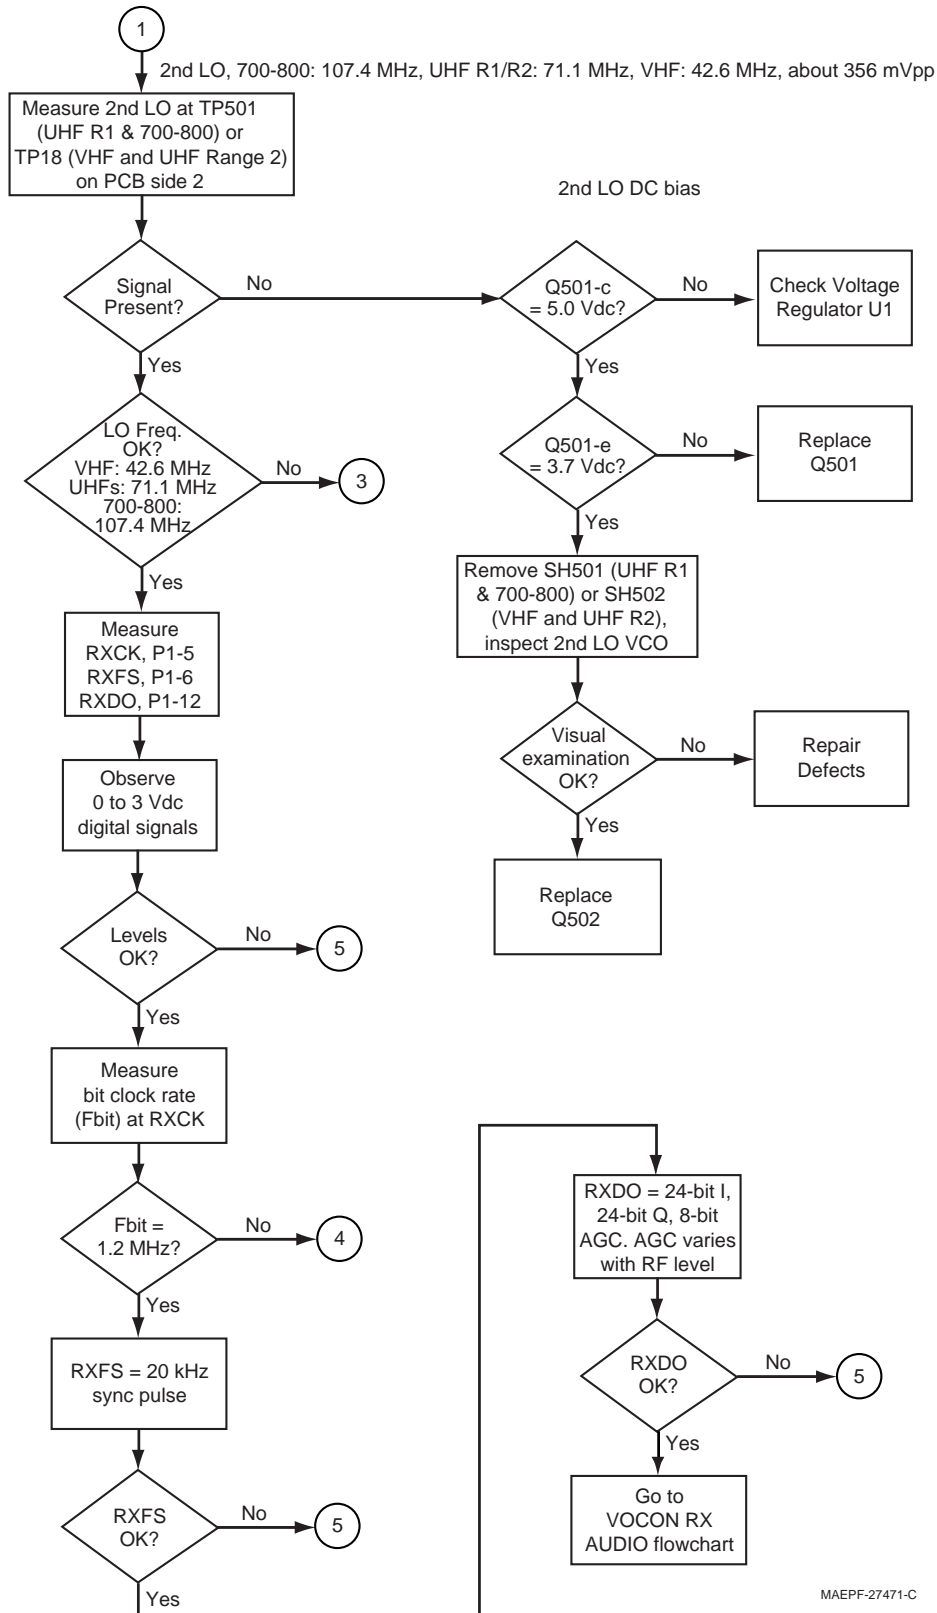 1
2nd LO, 700-800: 107.4 MHz, UHF R1/R2: 71.1 MHz, VHF: 42.6 MHz, about 356 mVpp
Measure 2nd LO at TP501
(UHF R1 & 700-800) or
TP18 (VHF and UHF Range 2)
on PCB side 2
2nd LO DC bias
Signal
Present?
No
Yes
Q501-c
= 5.0 Vdc?
No
Yes
Check Voltage
Regulator U1
LO Freq.
OK?
VHF: 42.6 MHz
UHFs: 71.1 MHz
700-800:
107.4 MHz
No
3
Yes
Q501-e
= 3.7 Vdc?
No
Yes
Replace
Q501
Remove SH501 (UHF R1
& 700-800) or SH502
(VHF and UHF R2),
inspect 2nd LO VCO
Measure
RXCK, P1-5
RXFS, P1-6
RXDO, P1-12
Visual
examination
OK?
No
Yes
Repair
Defects
Observe
0 to 3 Vdc
digital signals
Replace
Q502
Levels
OK?
No
5
Yes
Measure
bit clock rate
(Fbit) at RXCK
Fbit =
1.2 MHz?
No
4
Yes
RXFS = 20 kHz
sync pulse
RXFS
OK?
No
5
Yes
RXDO = 24-bit I,
24-bit Q, 8-bit
AGC. AGC varies
with RF level
RXDO
OK?
No
5
Yes
Go to
VOCON RX
AUDIO flowchart
MAEPF-27471-C